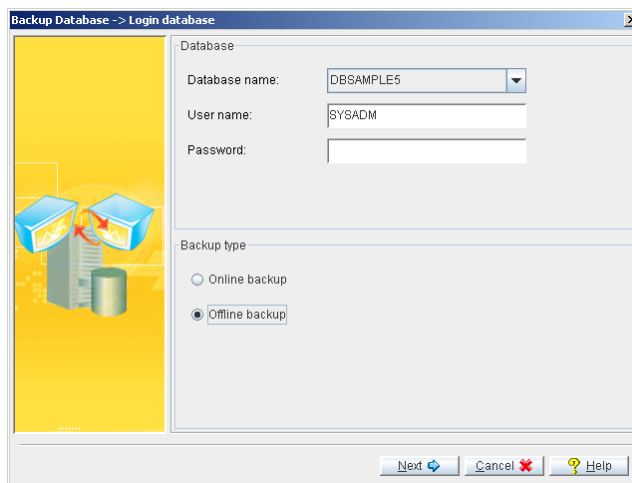 Backup Database -> Login database
Database
Database name: DBSAMPLE5
User name: SYSADM
Password:
Backup type
Online backup
Offline backup
Next Cancel Help